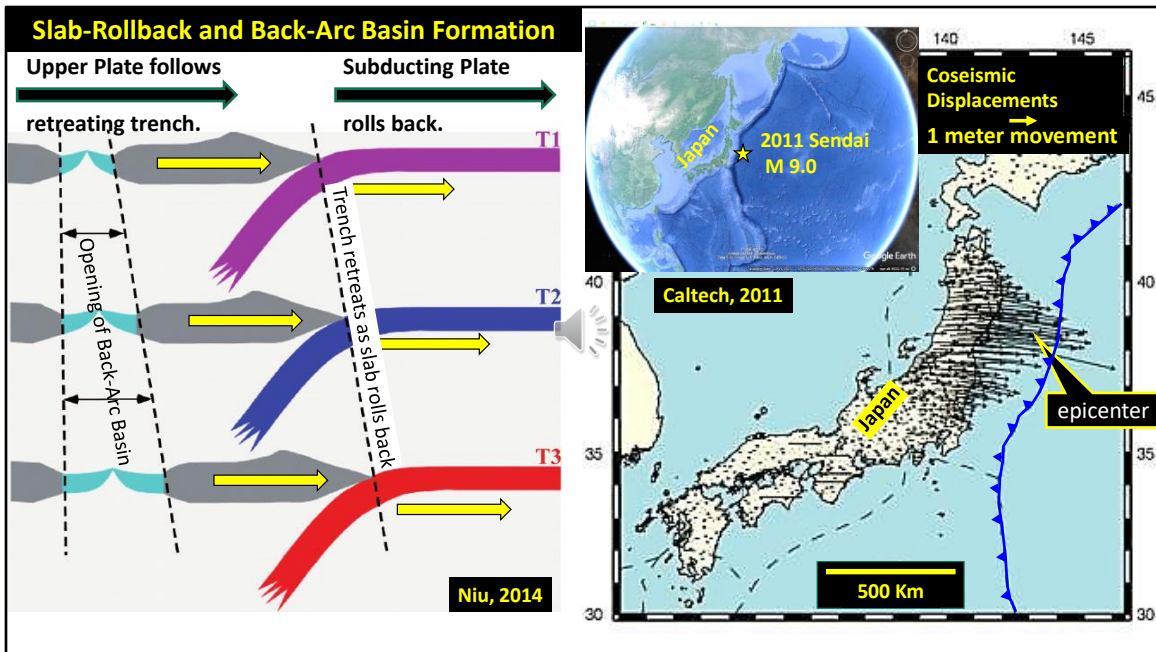 Slab-Rollback and Back-Arc Basin Formation
Upper Plate follows
retreating trench.
Subducting Plate
rolls back.
T1
T2
T3
Opening of Back-Arc Basin
Trench retreats as slab rolls back
Niu, 2014
Japan
2011 Sendai
M 9.0
Google Earth
Caltech, 2011
140
145
Coseismic
Displacements
1 meter movement
45
40
40
35
35
30
30
Japan
epicenter
500 Km